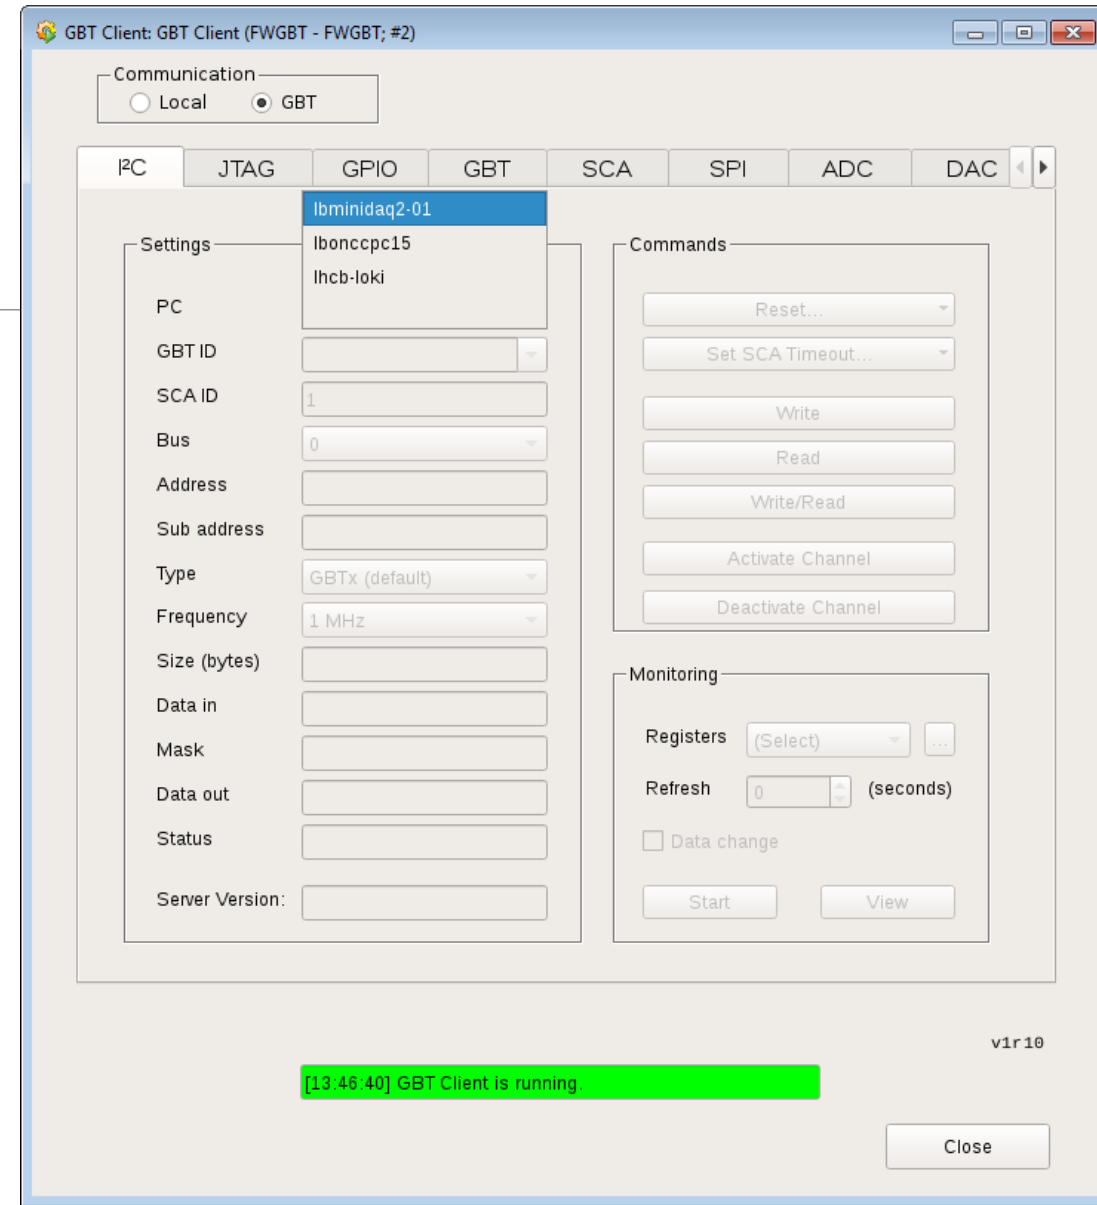 GBT Client: GBT Client (FWGBT - FWGBT; #2)
Communication
Local GBT
I²C JTAG GPIO GBT SCA SPI ADC DAC
lbminidaq2-01
lbonccpc15
lhcb-loki
Settings
PC
GBT ID
SCA ID 1
Bus 0
Address
Sub address
Type GBTx (default)
Frequency 1 MHz
Size (bytes)
Data in
Mask
Data out
Status
Server Version:
Commands
Reset...
Set SCA Timeout...
Write
Read
Write/Read
Activate Channel
Deactivate Channel
Monitoring
Registers (Select) ...
Refresh 0 (seconds)
Data change
Start View
v1r10
[13:46:40] GBT Client is running.
Close